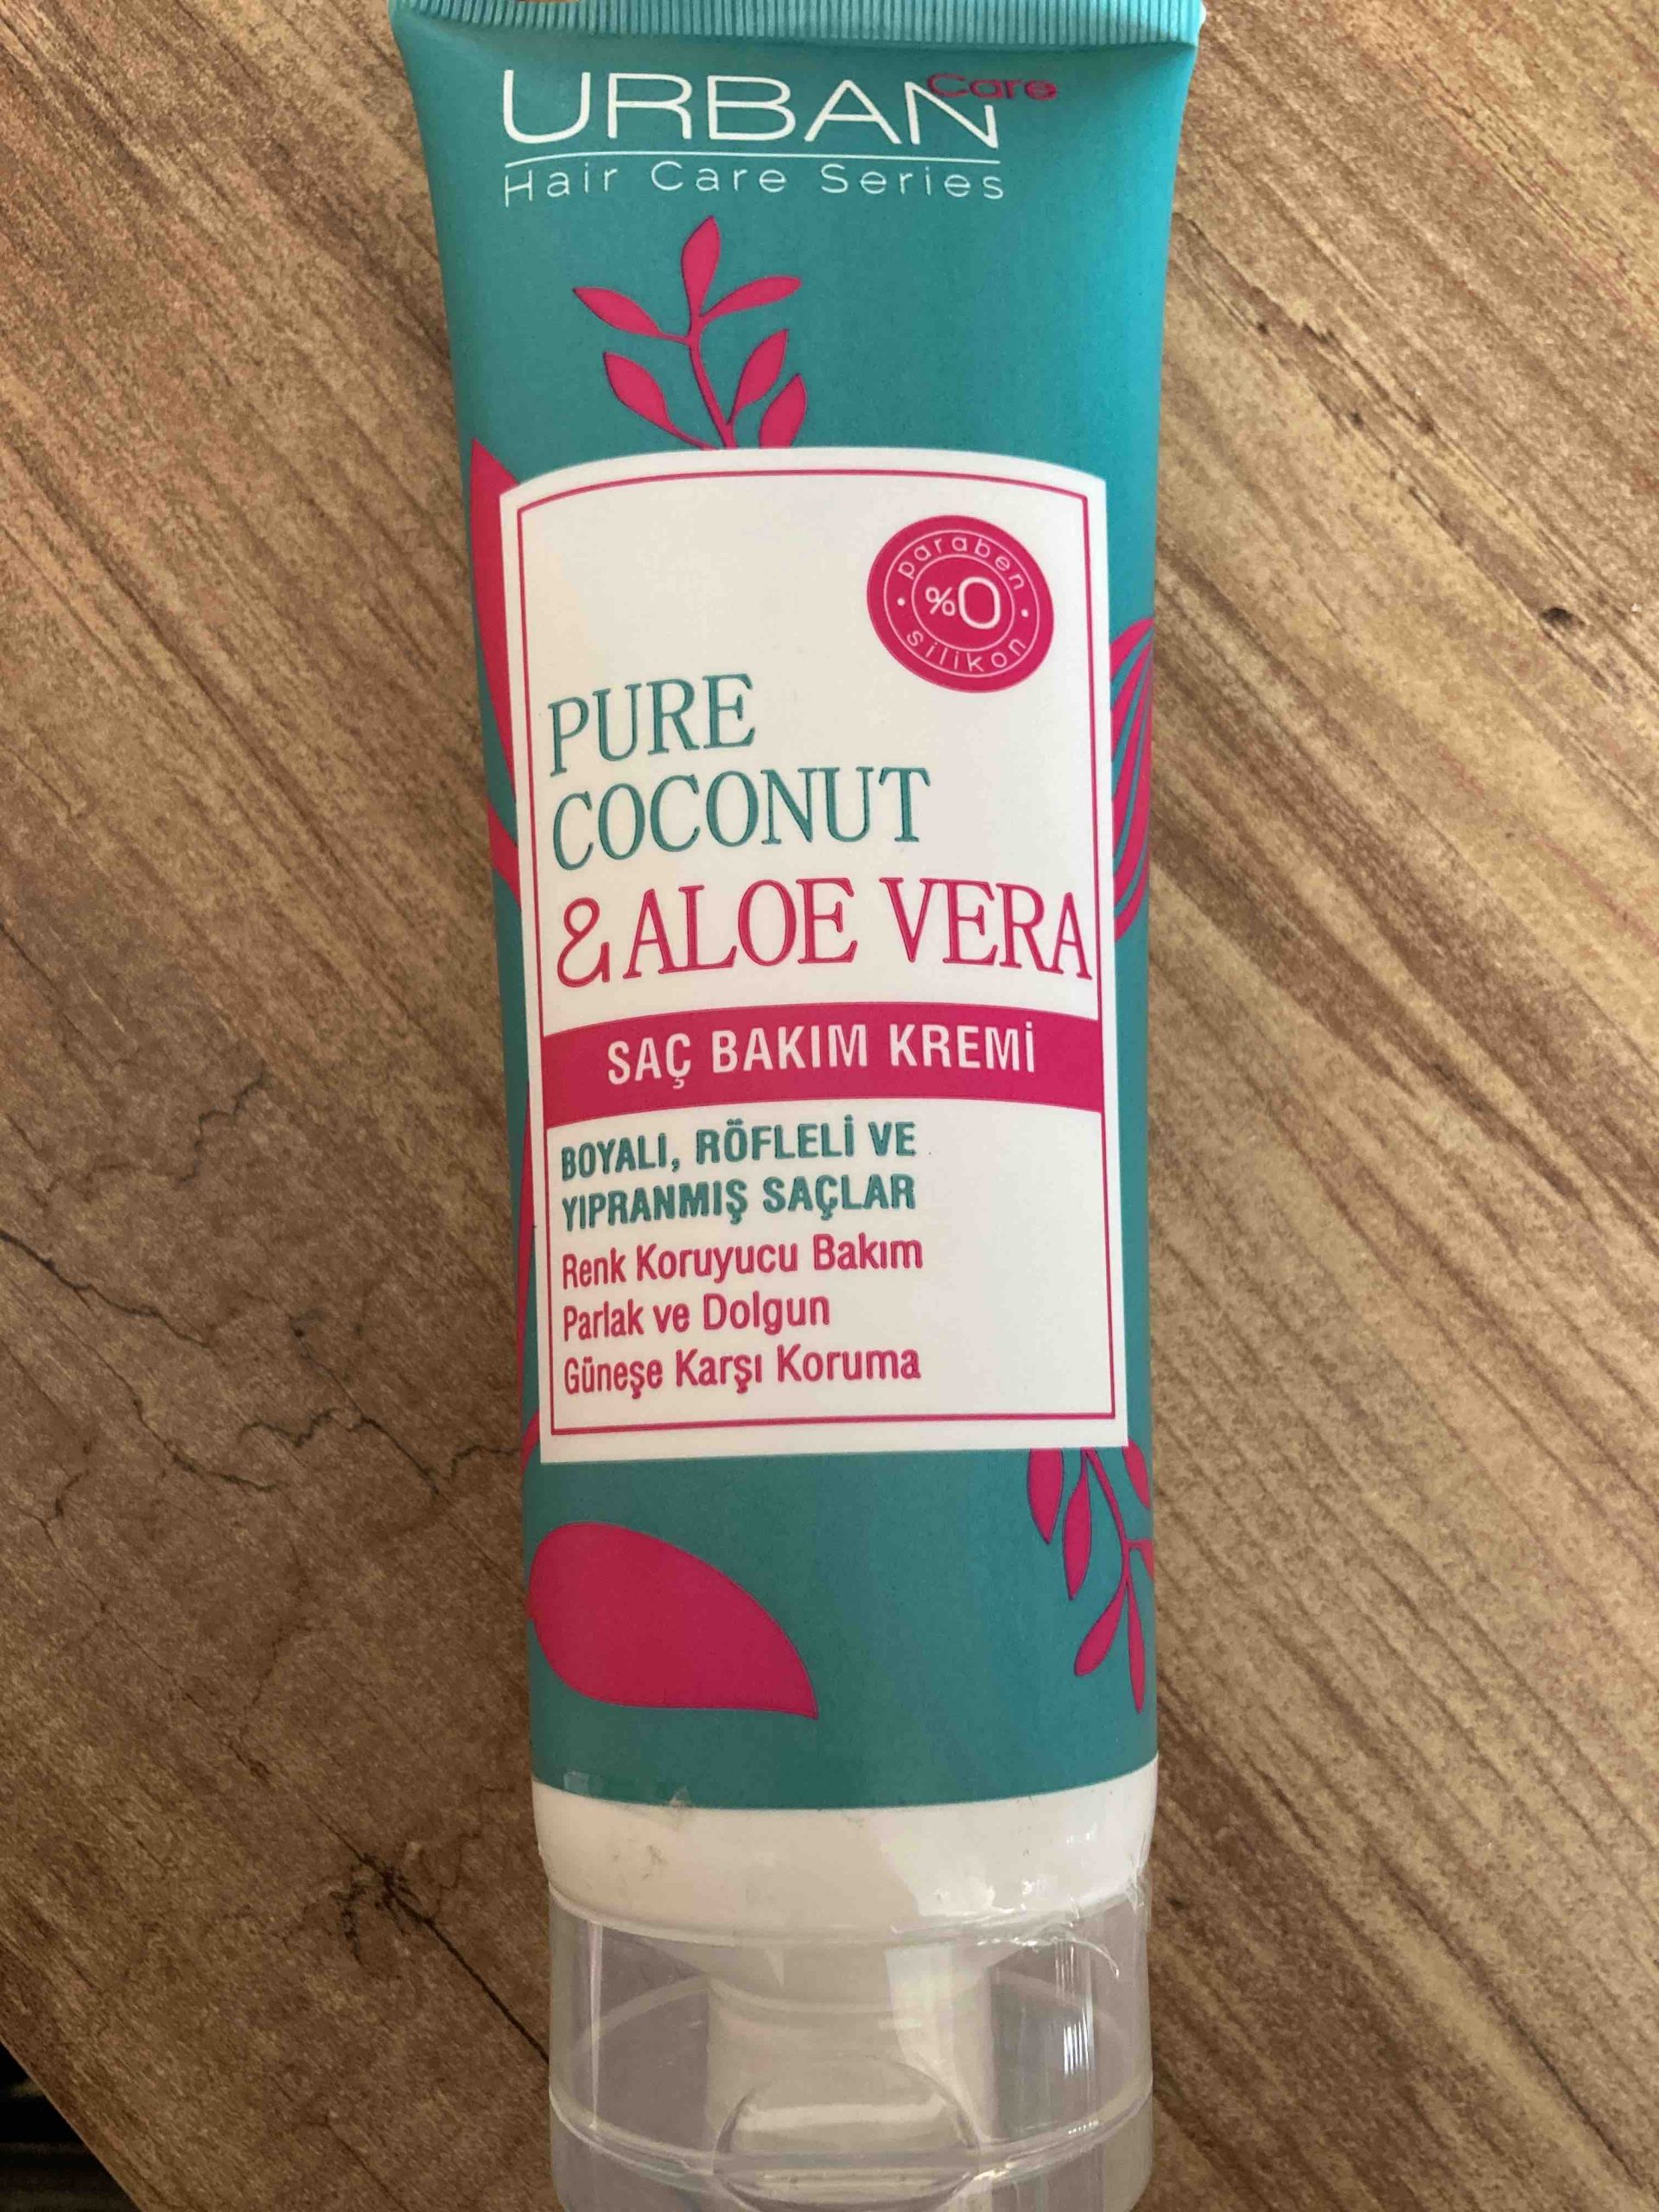 URBAN Care
Hair Care Series
paraben
%0
silikon
PURE
COCONUT
& ALOE VERA
SAÇ BAKIM KREMİ
BOYALI, RÖFLELİ VE
YIPRANMIŞ SAÇLAR
Renk Koruyucu Bakım
Parlak ve Dolgun
Güneşe Karşı Koruma